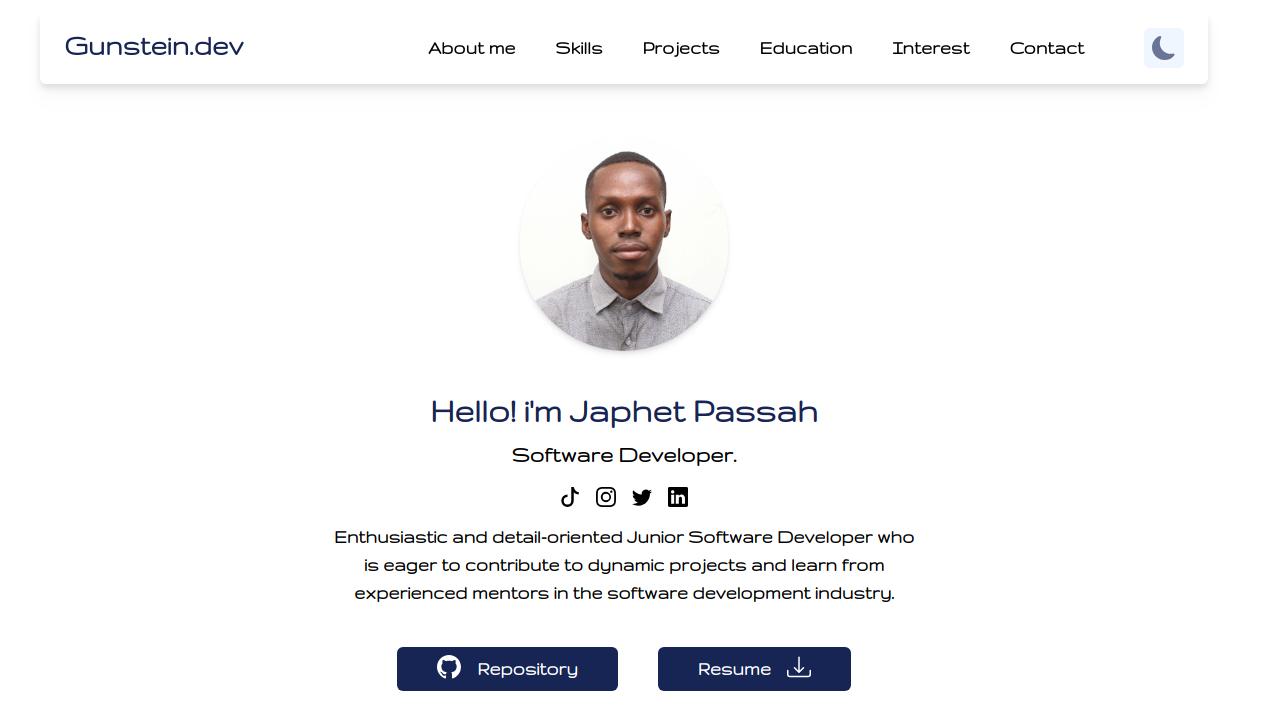 Gunstein.dev
About me Skills Projects Education Interest Contact
Hello! i'm Japhet Passah
Software Developer.
Enthusiastic and detail-oriented Junior Software Developer who
is eager to contribute to dynamic projects and learn from
experienced mentors in the software development industry.
Repository Resume